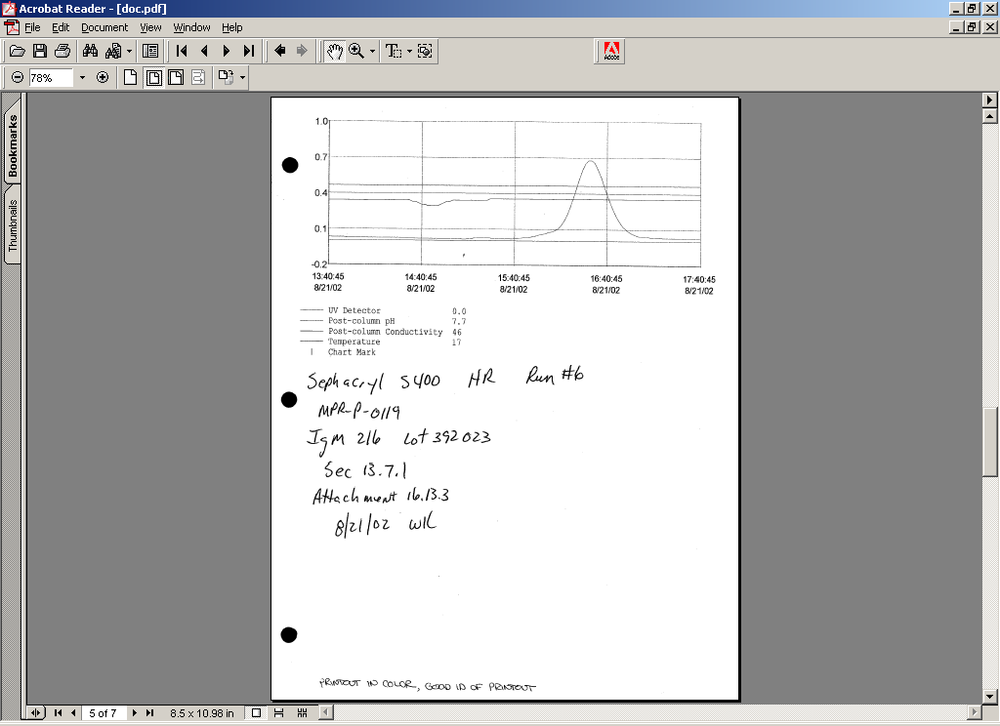 Acrobat Reader - [doc.pdf]
File Edit Document View Window Help
Adobe
78%
Bookmarks
Thumbnails
1.0
0.7
0.4
0.1
-0.2
13:40:45 14:40:45 15:40:45 16:40:45 17:40:45
8/21/02 8/21/02 8/21/02 8/21/02 8/21/02
UV Detector 0.0
Post-column pH 7.7
Post-column Conductivity 46
Temperature 17
Chart Mark
Sephacryl S400 HR Run #6
MPR-P-0119
IgM 216 Lot 392023
Sec 13.7.1
Attachment 16.13.3
8/21/02 WK
PRINTOUT IN COLOR, GOOD ID OF PRINTOUT
5 of 7 8.5 x 10.98 in